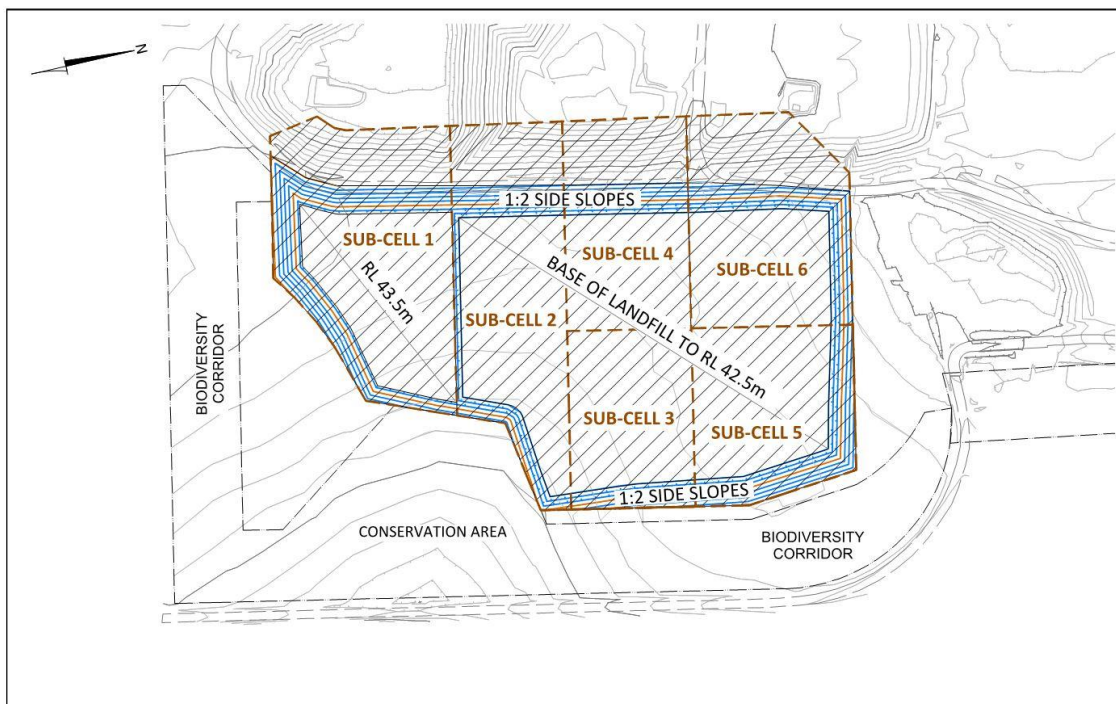 N
1:2 SIDE SLOPES
SUB-CELL 1
SUB-CELL 4
SUB-CELL 6
RL 43.5m
BASE OF LANDFILL TO RL 42.5m
SUB-CELL 2
BIODIVERSITY
CORRIDOR
SUB-CELL 3
SUB-CELL 5
1:2 SIDE SLOPES
CONSERVATION AREA
BIODIVERSITY
CORRIDOR